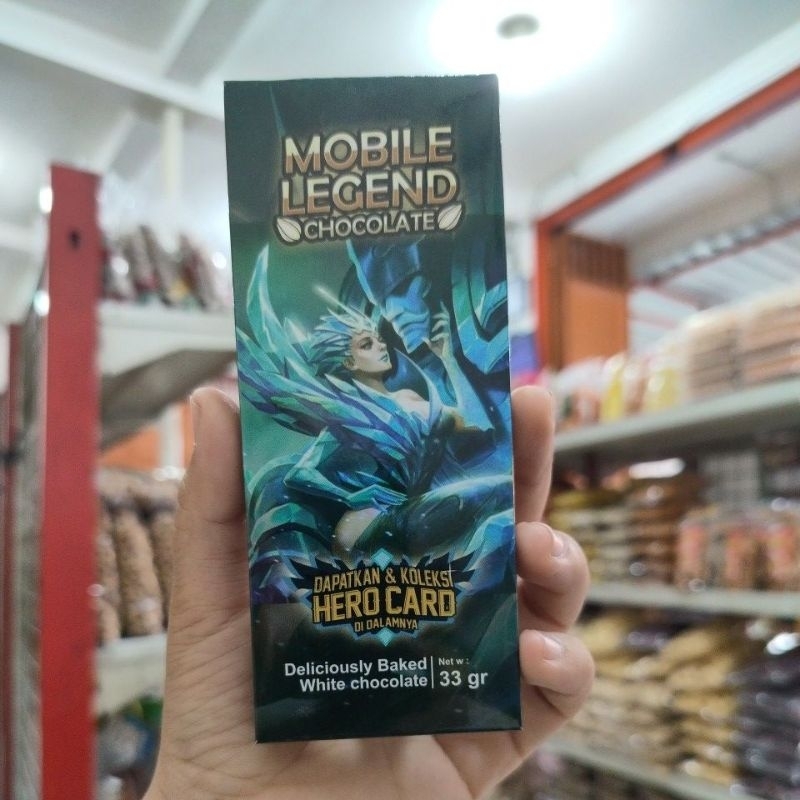 MOBILE
LEGEND
CHOCOLATE
DAPATKAN & KOLEKSI
HERO CARD
DI DALAMNYA
Deliciously Baked
White chocolate
Net w :
33 gr